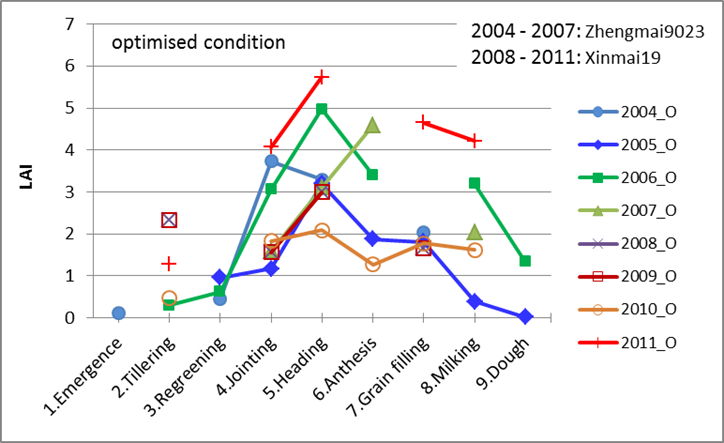 optimised condition
2004 - 2007: Zhengmai9023
2008 - 2011: Xinmai19
LAI
7
6
5
4
3
2
1
0
1.Emergence
2.Tillering
3.Regreening
4.Jointing
5.Heading
6.Anthesis
7.Grain filling
8.Milking
9.Dough
2004_O
2005_O
2006_O
2007_O
2008_O
2009_O
2010_O
2011_O